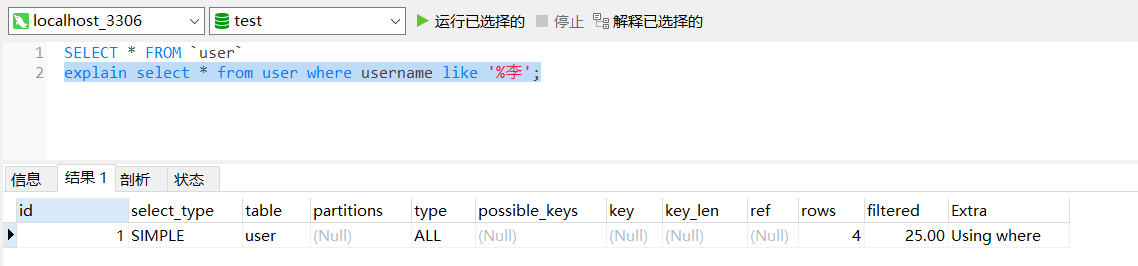 localhost_3306 test 运行已选择的 停止 解释已选择的
1 SELECT * FROM `user`
2 explain select * from user where username like '%李';
信息 结果 1 剖析 状态
id select_type table partitions type possible_keys key key_len ref rows filtered Extra
1 SIMPLE user (Null) ALL (Null) (Null) (Null) (Null) 4 25.00 Using where